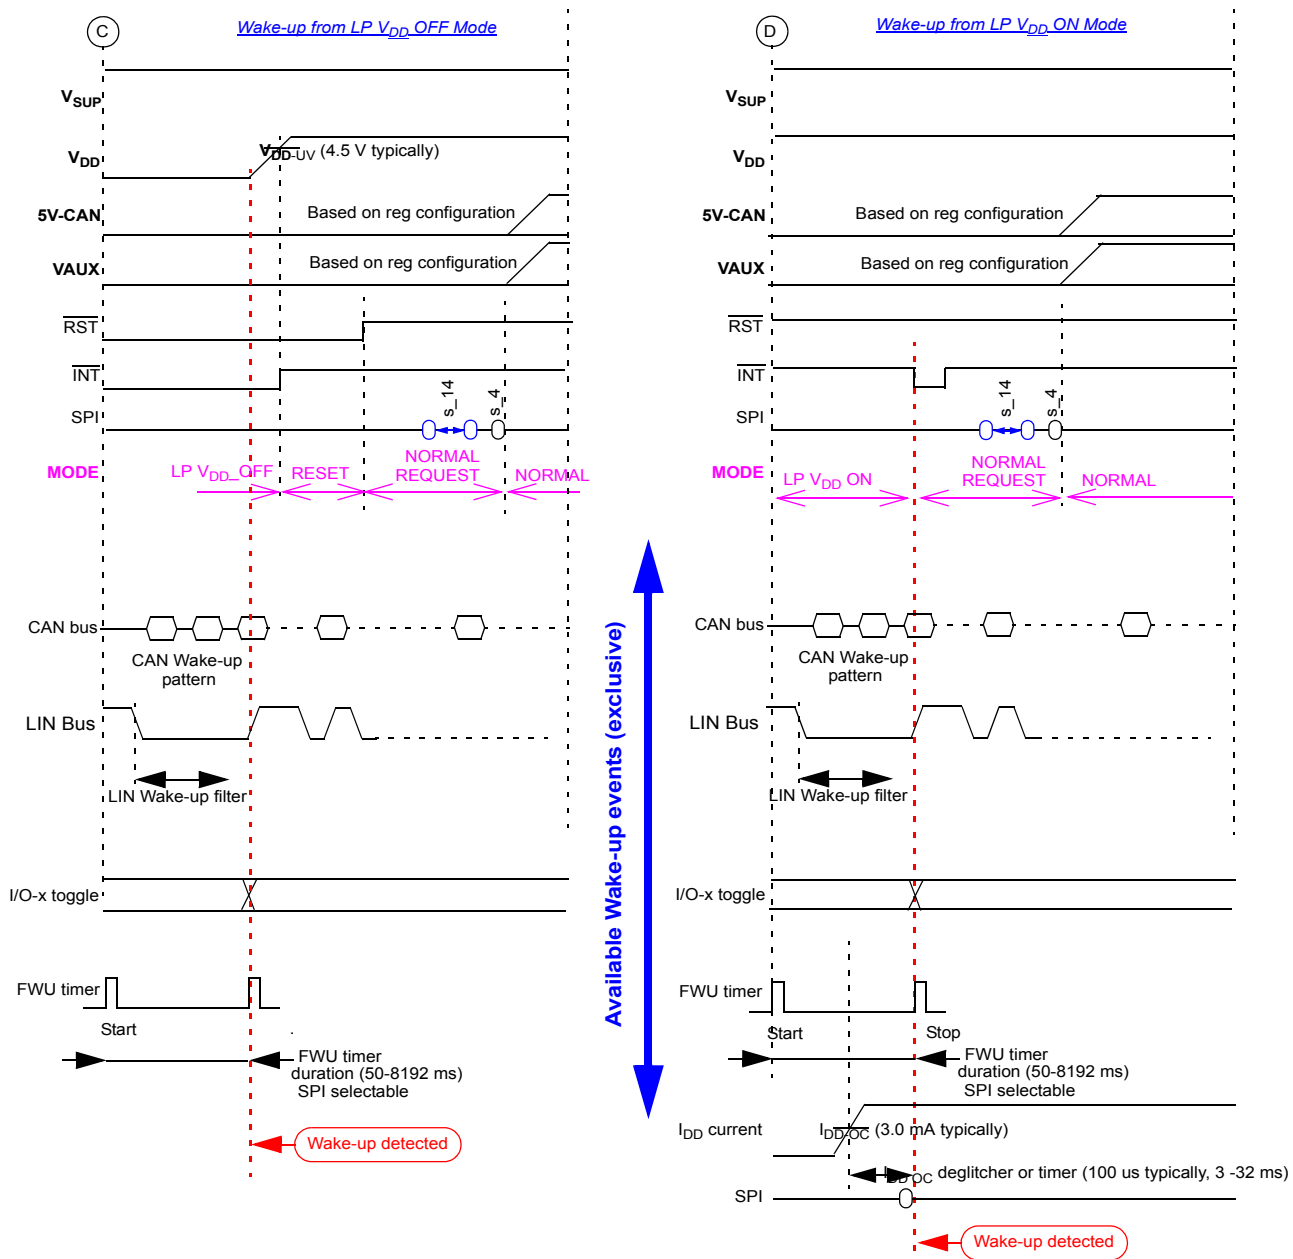 C
Wake-up from LP VDD OFF Mode
VSUP
VDD
VDD-UV (4.5 V typically)
5V-CAN
Based on reg configuration
VAUX
Based on reg configuration
RST
INT
SPI
s_14
s_4
MODE
LP VDD_OFF
RESET
NORMAL
REQUEST
NORMAL
CAN bus
CAN Wake-up
pattern
LIN Bus
LIN Wake-up filter
I/O-x toggle
FWU timer
Start
FWU timer
duration (50-8192 ms)
SPI selectable
Wake-up detected
Available Wake-up events (exclusive)
D
Wake-up from LP VDD ON Mode
VSUP
VDD
5V-CAN
Based on reg configuration
VAUX
Based on reg configuration
RST
INT
SPI
s_14
s_4
MODE
LP VDD ON
NORMAL
REQUEST
NORMAL
CAN bus
CAN Wake-up
pattern
LIN Bus
LIN Wake-up filter
I/O-x toggle
FWU timer
Start
Stop
FWU timer
duration (50-8192 ms)
SPI selectable
IDD current
IDD-OC (3.0 mA typically)
IDD OC deglitcher or timer (100 us typically, 3 -32 ms)
SPI
Wake-up detected